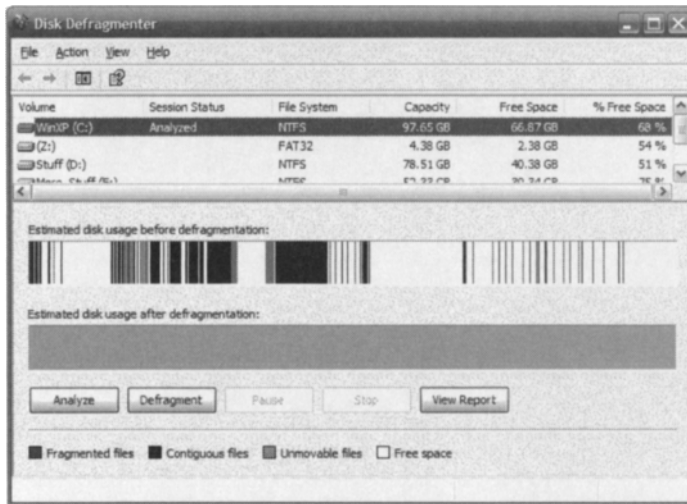 Disk Defragmenter
File Action View Help
Volume Session Status File System Capacity Free Space % Free Space
WinXP (C:) Analyzed NTFS 97.65 GB 66.87 GB 68 %
(Z:) FAT32 4.38 GB 2.38 GB 54 %
Stuff (D:) NTFS 78.51 GB 40.38 GB 51 %
NTFS
Estimated disk usage before defragmentation:
Estimated disk usage after defragmentation:
Analyze Defragment Pause Stop View Report
Fragmented files Contiguous files Unmovable files Free space